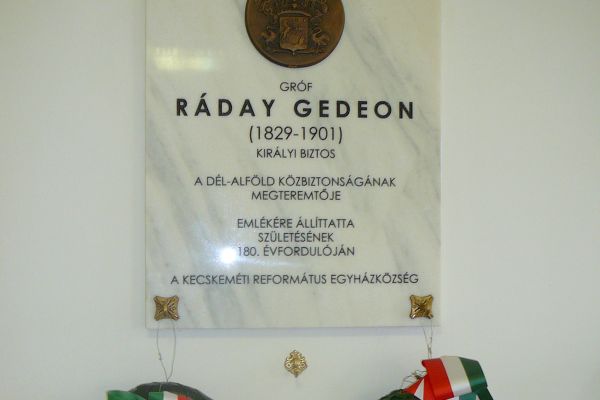 GRÓF
RÁDAY GEDEON
(1829-1901)
KIRÁLYI BIZTOS
A DÉL-ALFÖLD KÖZBIZTONSÁGÁNAK
MEGTEREMTŐJE
EMLÉKÉRE ÁLLÍTTATTA
SZÜLETÉSÉNEK
180. ÉVFORDULÓJÁN
A KECSKEMÉTI REFORMÁTUS EGYHÁZKÖZSÉG